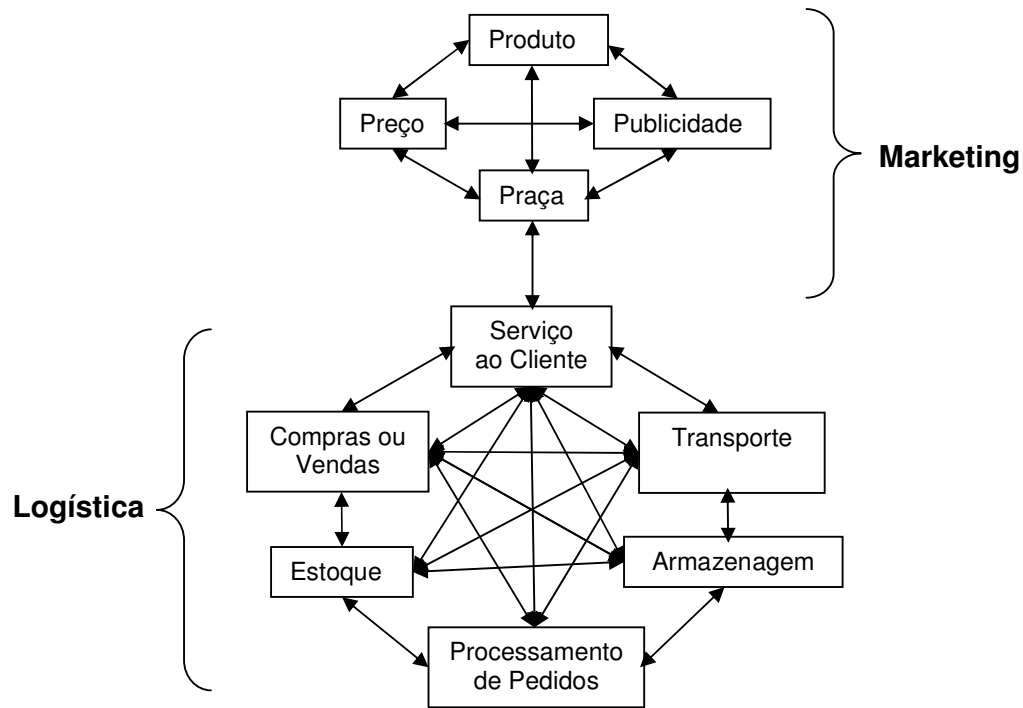 Produto
Preço
Publicidade
Marketing
Praça
Serviço
ao Cliente
Compras ou
Vendas
Transporte
Logística
Estoque
Armazenagem
Processamento
de Pedidos